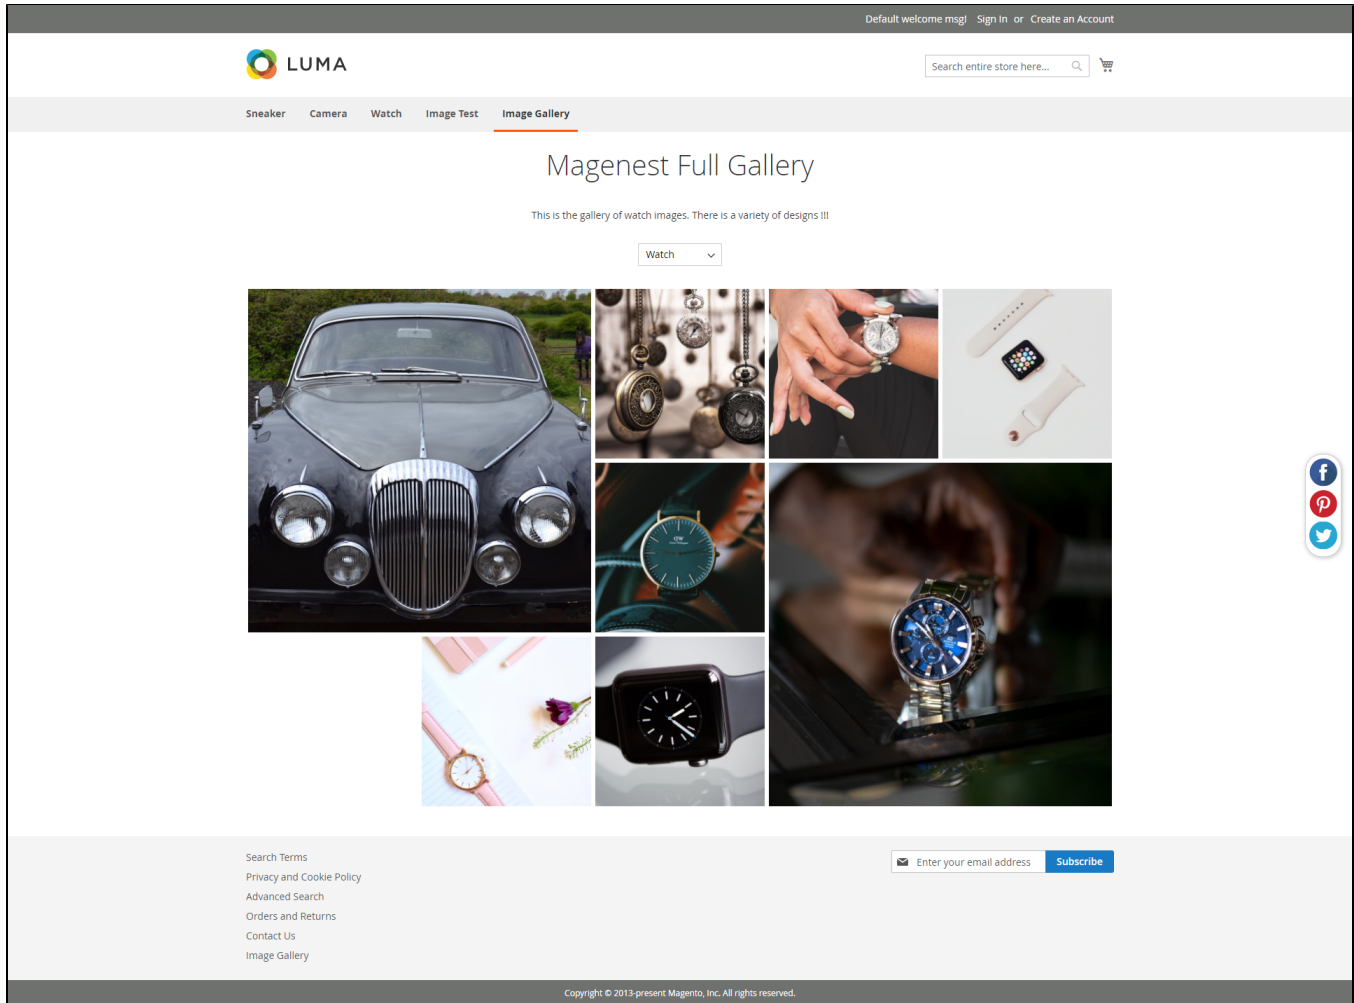 Default welcome msg! Sign In or Create an Account
LUMA
Search entire store here...
Sneaker Camera Watch Image Test Image Gallery
Magenest Full Gallery
This is the gallery of watch images. There is a variety of designs !!!
Watch
DW
Search Terms
Enter your email address Subscribe
Privacy and Cookie Policy
Advanced Search
Orders and Returns
Contact Us
Image Gallery
Copyright © 2013-present Magento, Inc. All rights reserved.